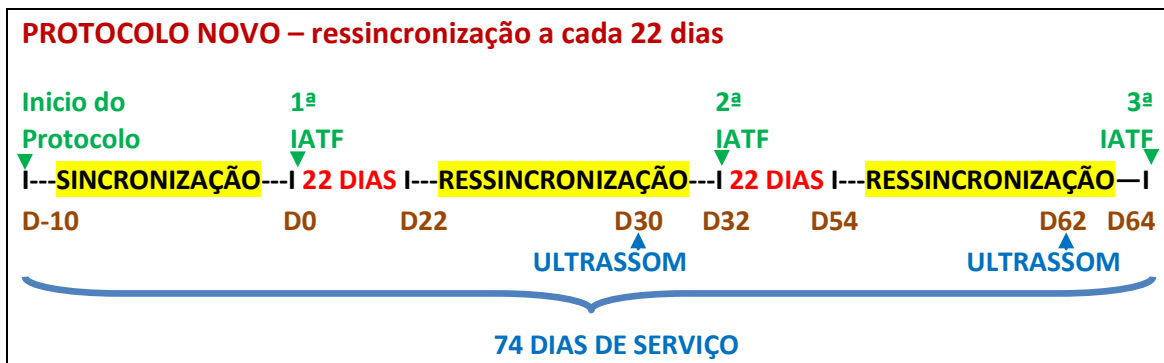 PROTOCOLO NOVO – ressincronização a cada 22 dias
Inicio do 1ª 2ª 3ª
Protocolo IATF IATF IATF
I---SINCRONIZAÇÃO---I 22 DIAS I---RESSINCRONIZAÇÃO---I 22 DIAS I---RESSINCRONIZAÇÃO—I
D-10 D0 D22 D30 D32 D54 D62 D64
ULTRASSOM ULTRASSOM
74 DIAS DE SERVIÇO